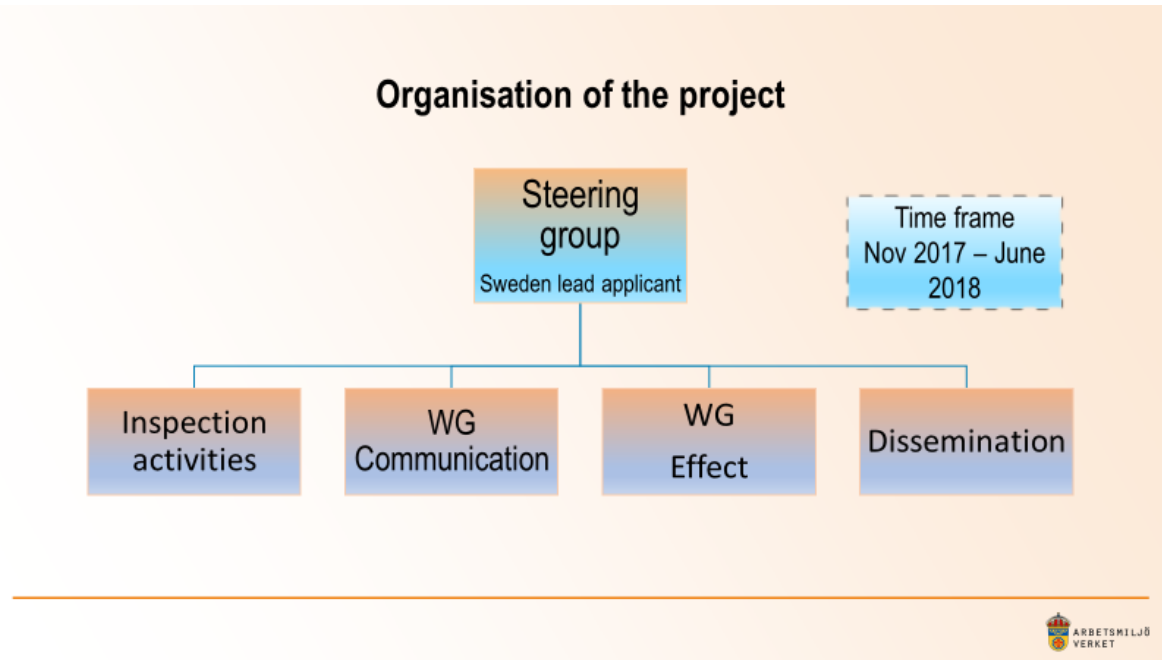 Organisation of the project
Steering
group
Sweden lead applicant
Time frame
Nov 2017 – June
2018
Inspection
activities
WG
Communication
WG
Effect
Dissemination
ARBETSMILJÖ
VERKET